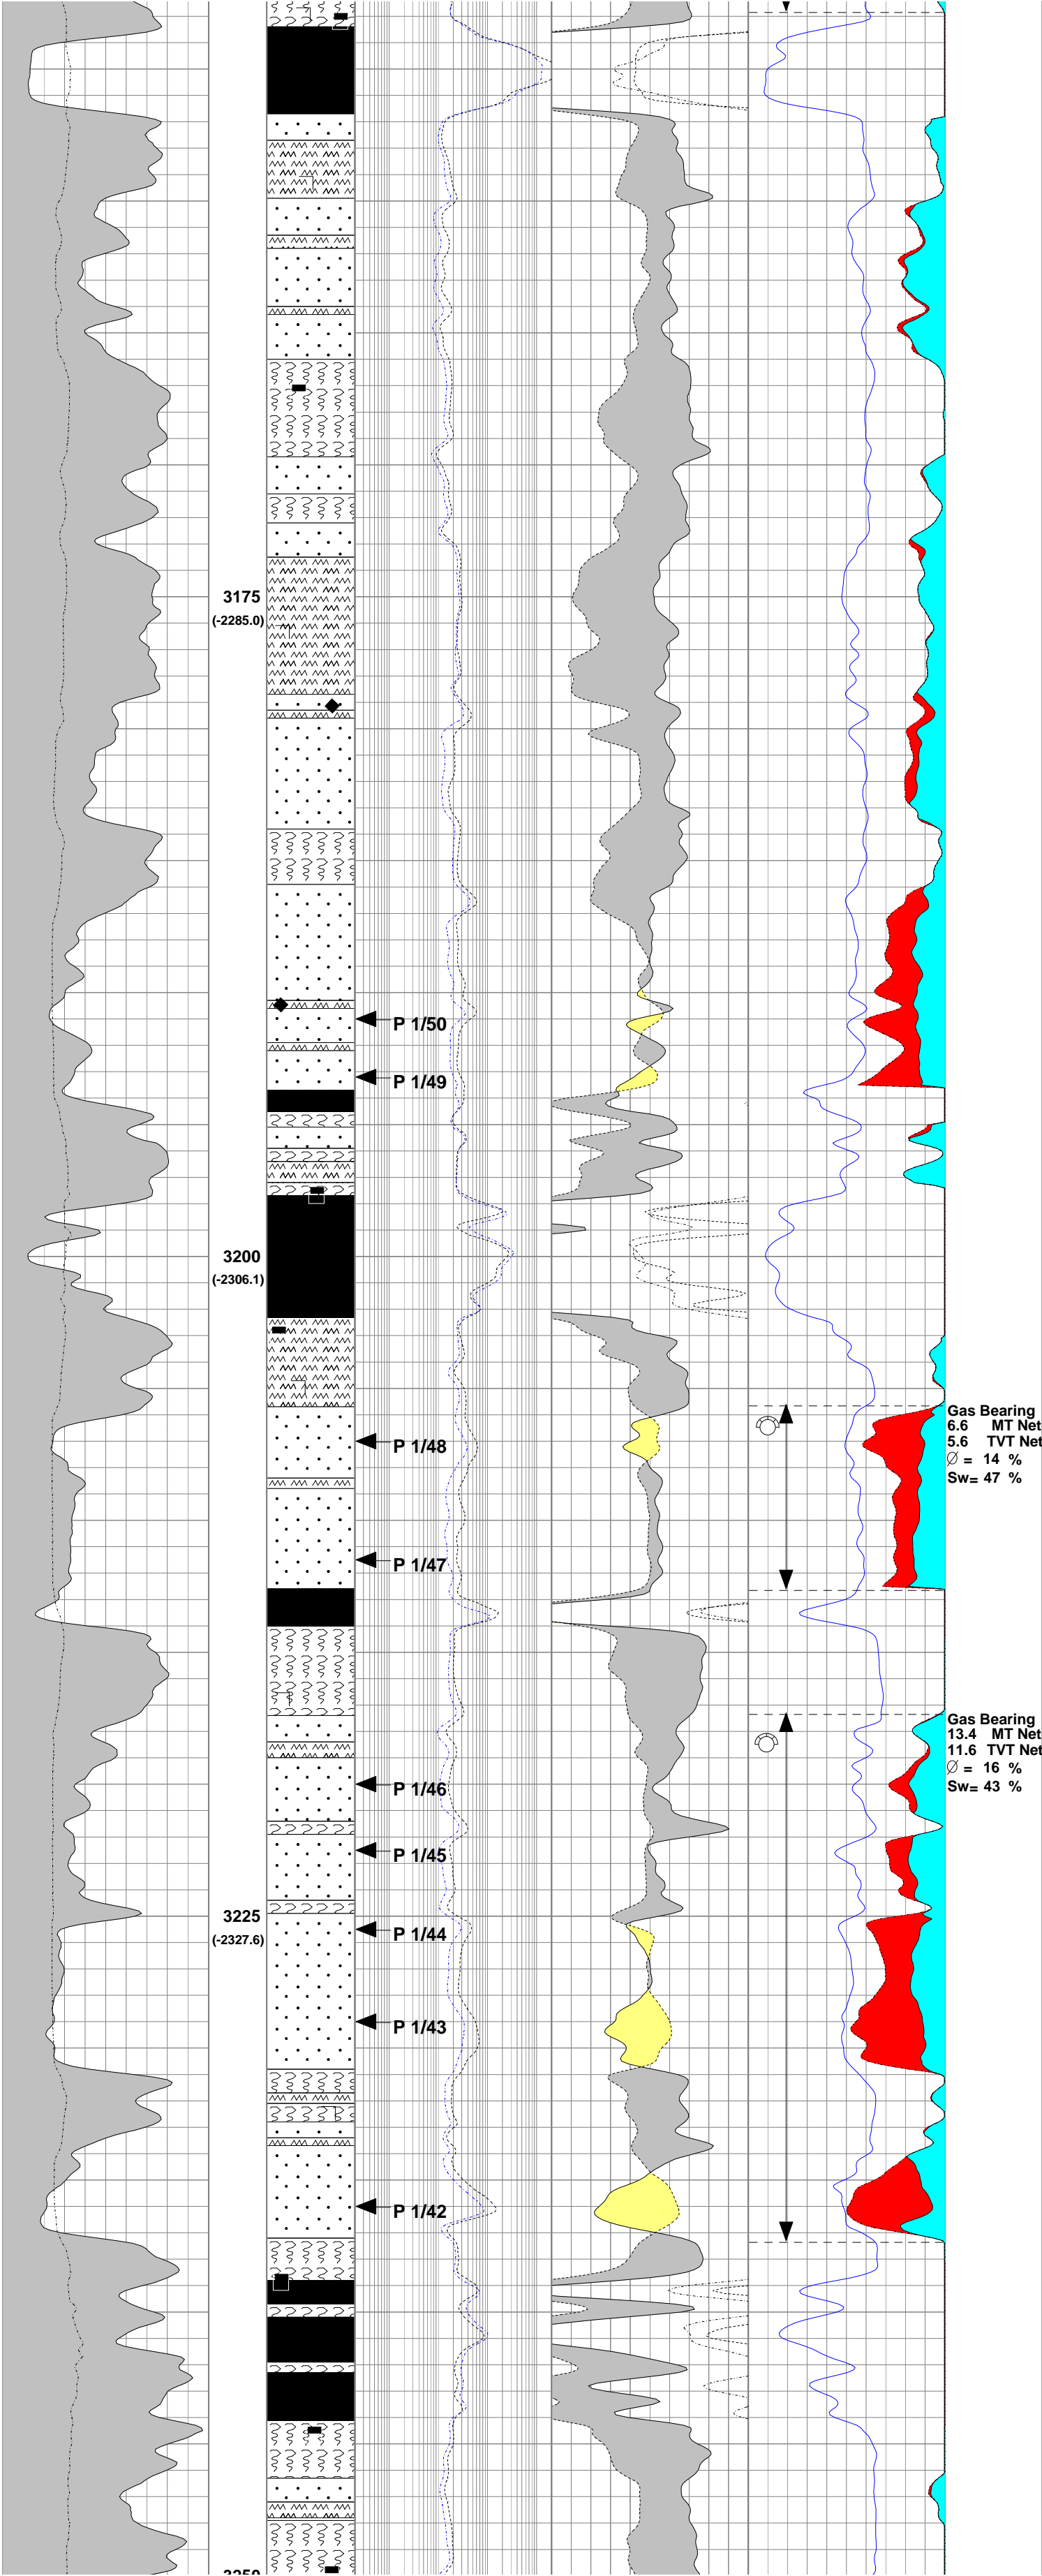 3175
(-2285.0)
P 1/50
P 1/49
3200
(-2306.1)
Gas Bearing
6.6 MT Net
5.6 TVT Net
Ø = 14 %
Sw= 47 %
P 1/48
P 1/47
Gas Bearing
13.4 MT Net
11.6 TVT Net
Ø = 16 %
Sw= 43 %
P 1/46
P 1/45
3225
(-2327.6)
P 1/44
P 1/43
P 1/42
3250